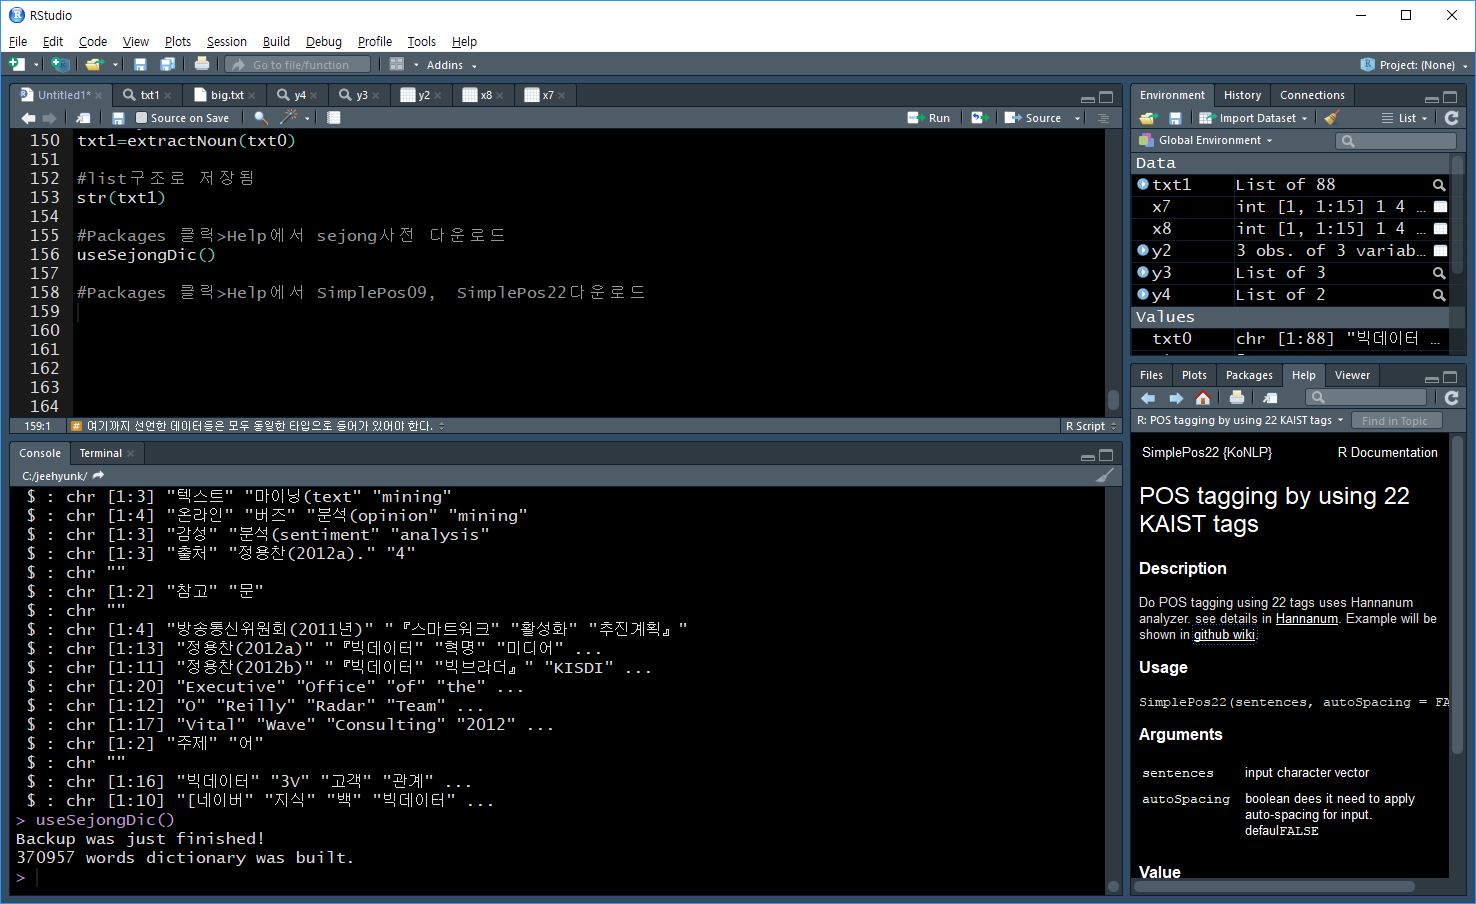 RStudio
File Edit Code View Plots Session Build Debug Profile Tools Help
Go to file/function Addins Project: (None)
Untitled1* txt1 big.txt y4 y3 y2 x8 x7
Source on Save Run Source
150 txt1=extractNoun(txt0)
151
152 #list구조로 저장됨
153 str(txt1)
154
155 #Packages 클릭>Help에서 sejong사전 다운로드
156 useSejongDic()
157
158 #Packages 클릭>Help에서 SimplePos09, SimplePos22다운로드
159
160
161
162
163
164
159:1 # 여기까지 선언한 데이터들은 모두 동일한 타입으로 들어가 있어야 한다. R Script
Console Terminal
C:/jeehyunk/
$ : chr [1:3] "텍스트" "마이닝(text" "mining"
$ : chr [1:4] "온라인" "버즈" "분석(opinion" "mining"
$ : chr [1:3] "감성" "분석(sentiment" "analysis"
$ : chr [1:3] "출처" "정용찬(2012a)." "4"
$ : chr ""
$ : chr [1:2] "참고" "문"
$ : chr ""
$ : chr [1:4] "방송통신위원회(2011년)" "『스마트워크" "활성화" "추진계획』"
$ : chr [1:13] "정용찬(2012a)" "『빅데이터" "혁명" "미디어" ...
$ : chr [1:11] "정용찬(2012b)" "『빅데이터" "빅브라더』" "KISDI" ...
$ : chr [1:20] "Executive" "Office" "of" "the" ...
$ : chr [1:12] "O" "Reilly" "Radar" "Team" ...
$ : chr [1:17] "Vital" "Wave" "Consulting" "2012" ...
$ : chr [1:2] "주제" "어"
$ : chr ""
$ : chr [1:16] "빅데이터" "3V" "고객" "관계" ...
$ : chr [1:10] "[네이버" "지식" "백" "빅데이터" ...
> useSejongDic()
Backup was just finished!
370957 words dictionary was built.
>
Environment History Connections
Import Dataset List
Global Environment
Data
txt1 List of 88
x7 int [1, 1:15] 1 4 ...
x8 int [1, 1:15] 1 4 ...
y2 3 obs. of 3 variab...
y3 List of 3
y4 List of 2
Values
txt0 chr [1:88] "빅데이터 ...
Files Plots Packages Help Viewer
R: POS tagging by using 22 KAIST tags Find in Topic
SimplePos22 {KoNLP} R Documentation
POS tagging by using 22
KAIST tags
Description
Do POS tagging using 22 tags uses Hannanum
analyzer. see details in Hannanum. Example will be
shown in github wiki.
Usage
SimplePos22(sentences, autoSpacing = FA
Arguments
sentences input character vector
autoSpacing boolean dees it need to apply
auto-spacing for input.
defaulFALSE
Value